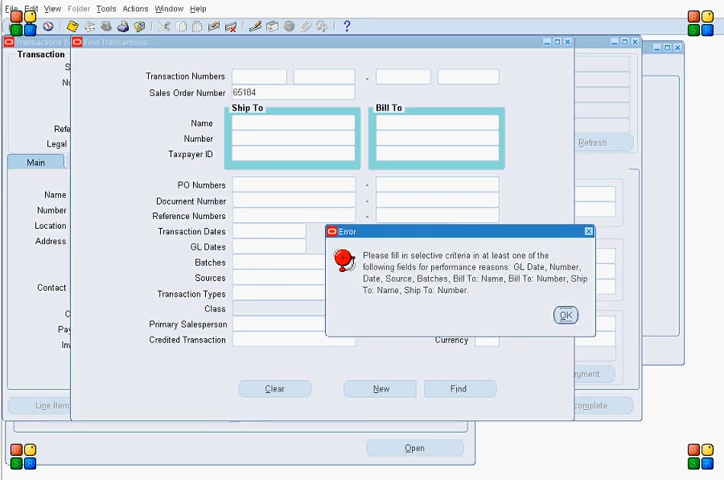 File Edit View Folder Tools Actions Window Help
Find Transactions
Transaction
Transaction Numbers
-
Sales Order Number 65184
Ship To
Bill To
Name
Number
Taxpayer ID
Refresh
Legal
Main
PO Numbers
-
Document Number
-
Reference Numbers
-
Name
Number
Location
Address
Contact
Transaction Dates
GL Dates
Batches
Sources
Transaction Types
Class
Primary Salesperson
Credited Transaction
Currency
Error
Please fill in selective criteria in at least one of the
following fields for performance reasons: GL Date, Number,
Date, Source, Batches, Bill To: Name, Bill To: Number, Ship
To: Name, Ship To: Number.
OK
Clear
New
Find
Line Item
Open